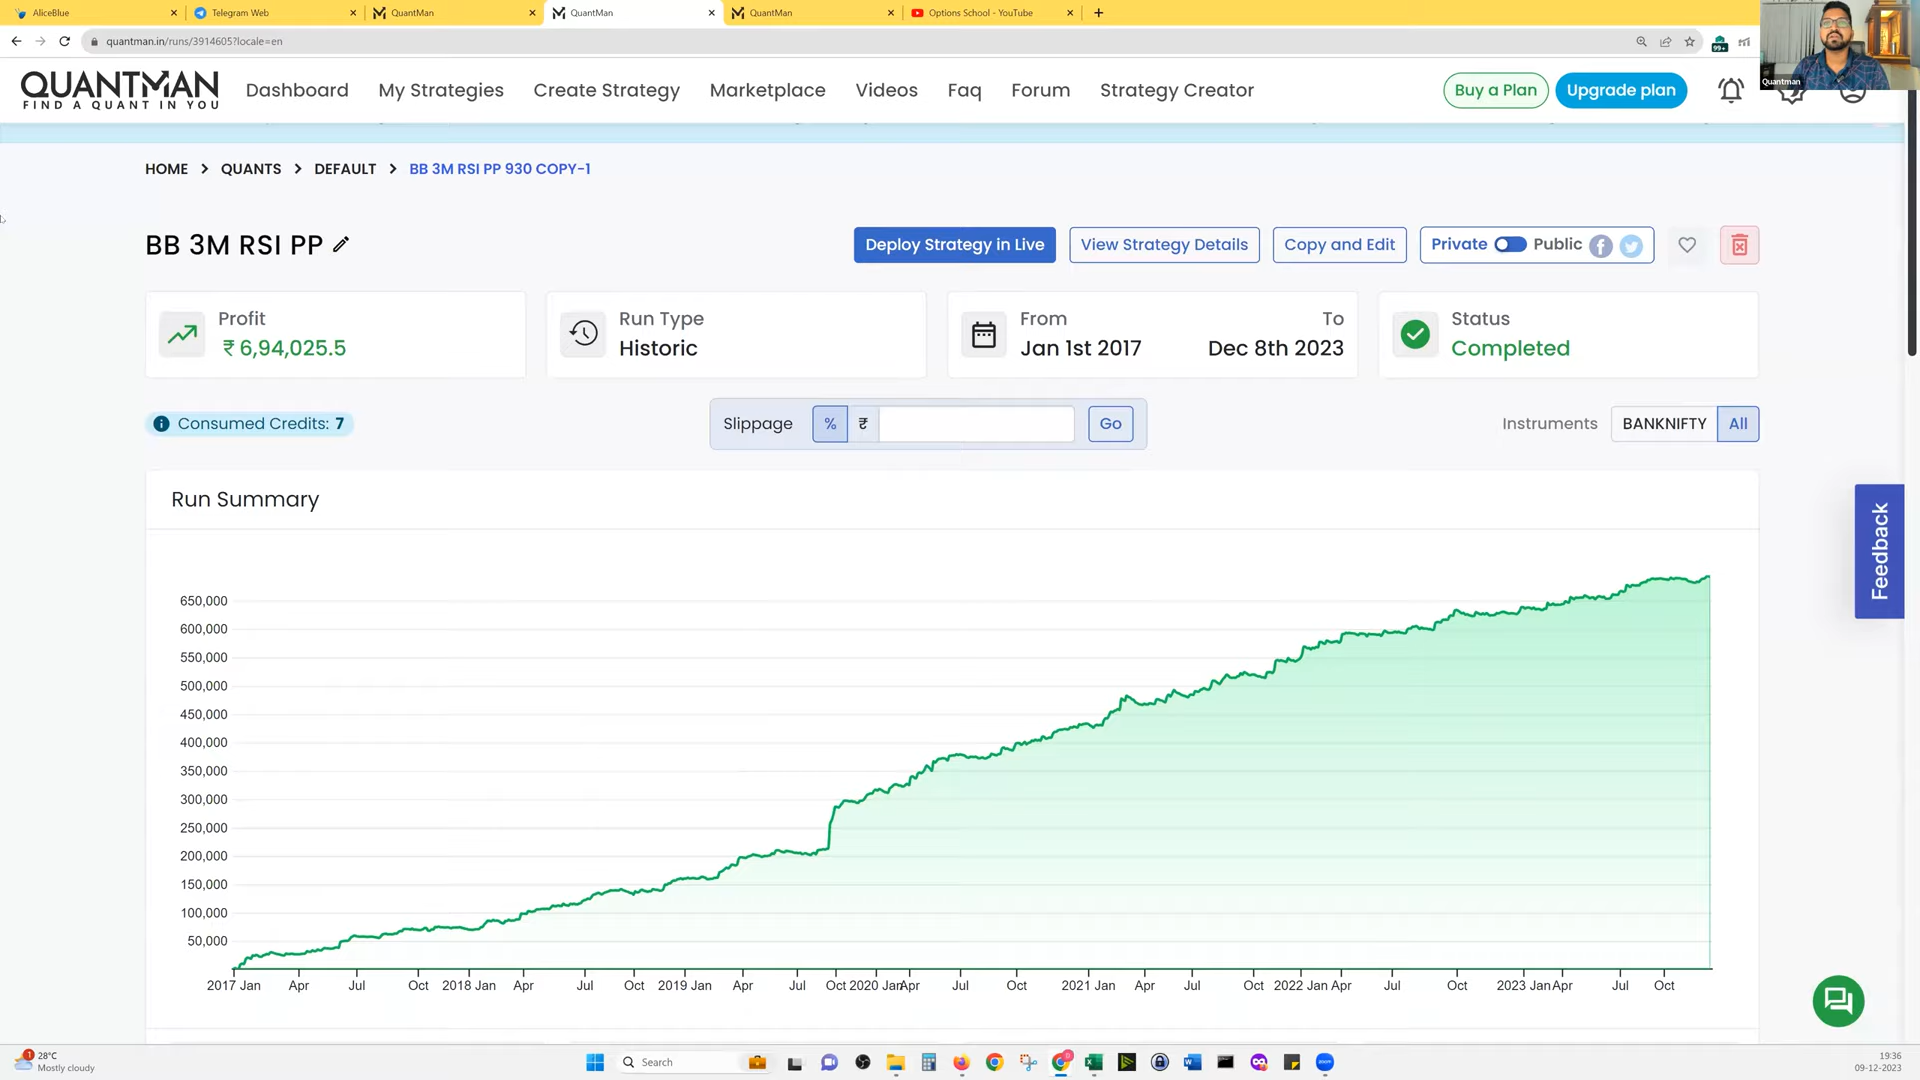 AliceBlue
Telegram Web
QuantMan
QuantMan
QuantMan
Options School - YouTube
quantman.in/runs/3914605?locale=en
99+
Quantman
QUANTMAN
FIND A QUANT IN YOU
Dashboard
My Strategies
Create Strategy
Marketplace
Videos
Faq
Forum
Strategy Creator
Buy a Plan
Upgrade plan
HOME > QUANTS > DEFAULT > BB 3M RSI PP 930 COPY-1
BB 3M RSI PP
Deploy Strategy in Live
View Strategy Details
Copy and Edit
Private
Public
Profit
₹ 6,94,025.5
Run Type
Historic
From
Jan 1st 2017
To
Dec 8th 2023
Status
Completed
Consumed Credits: 7
Slippage
%
₹
Go
Instruments
BANKNIFTY
All
Run Summary
650,000
600,000
550,000
500,000
450,000
400,000
350,000
300,000
250,000
200,000
150,000
100,000
50,000
2017 Jan Apr Jul Oct 2018 Jan Apr Jul Oct 2019 Jan Apr Jul Oct 2020 Jan Apr Jul Oct 2021 Jan Apr Jul Oct 2022 Jan Apr Jul Oct 2023 Jan Apr Jul Oct
Feedback
1
28°C
Mostly cloudy
Search
19:36
09-12-2023